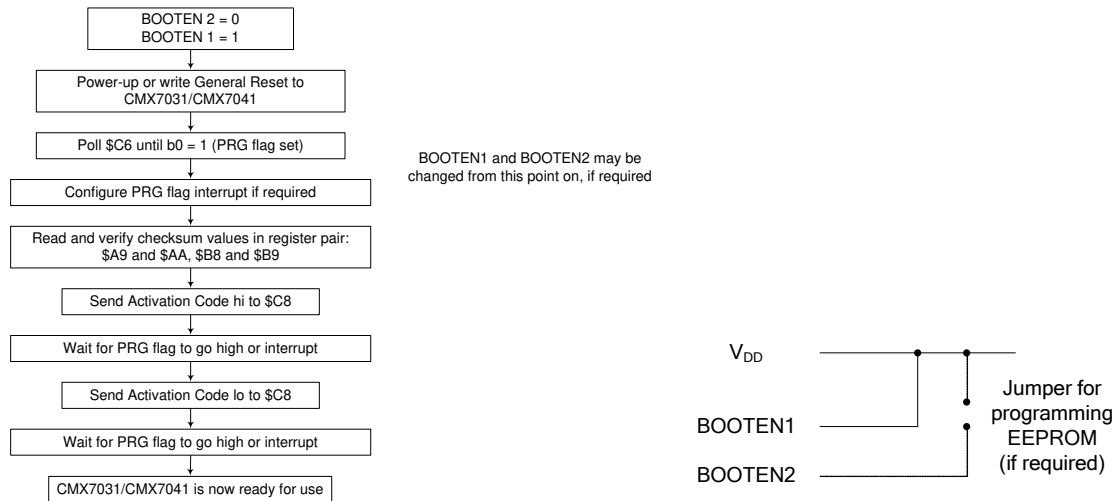 BOOTEN 2 = 0
BOOTEN 1 = 1
Power-up or write General Reset to
CMX7031/CMX7041
Poll $C6 until b0 = 1 (PRG flag set)
BOOTEN1 and BOOTEN2 may be
changed from this point on, if required
Configure PRG flag interrupt if required
Read and verify checksum values in register pair:
$A9 and $AA, $B8 and $B9
Send Activation Code hi to $C8
Wait for PRG flag to go high or interrupt
Send Activation Code lo to $C8
Wait for PRG flag to go high or interrupt
CMX7031/CMX7041 is now ready for use
VDD
BOOTEN1
BOOTEN2
Jumper for
programming
EEPROM
(if required)